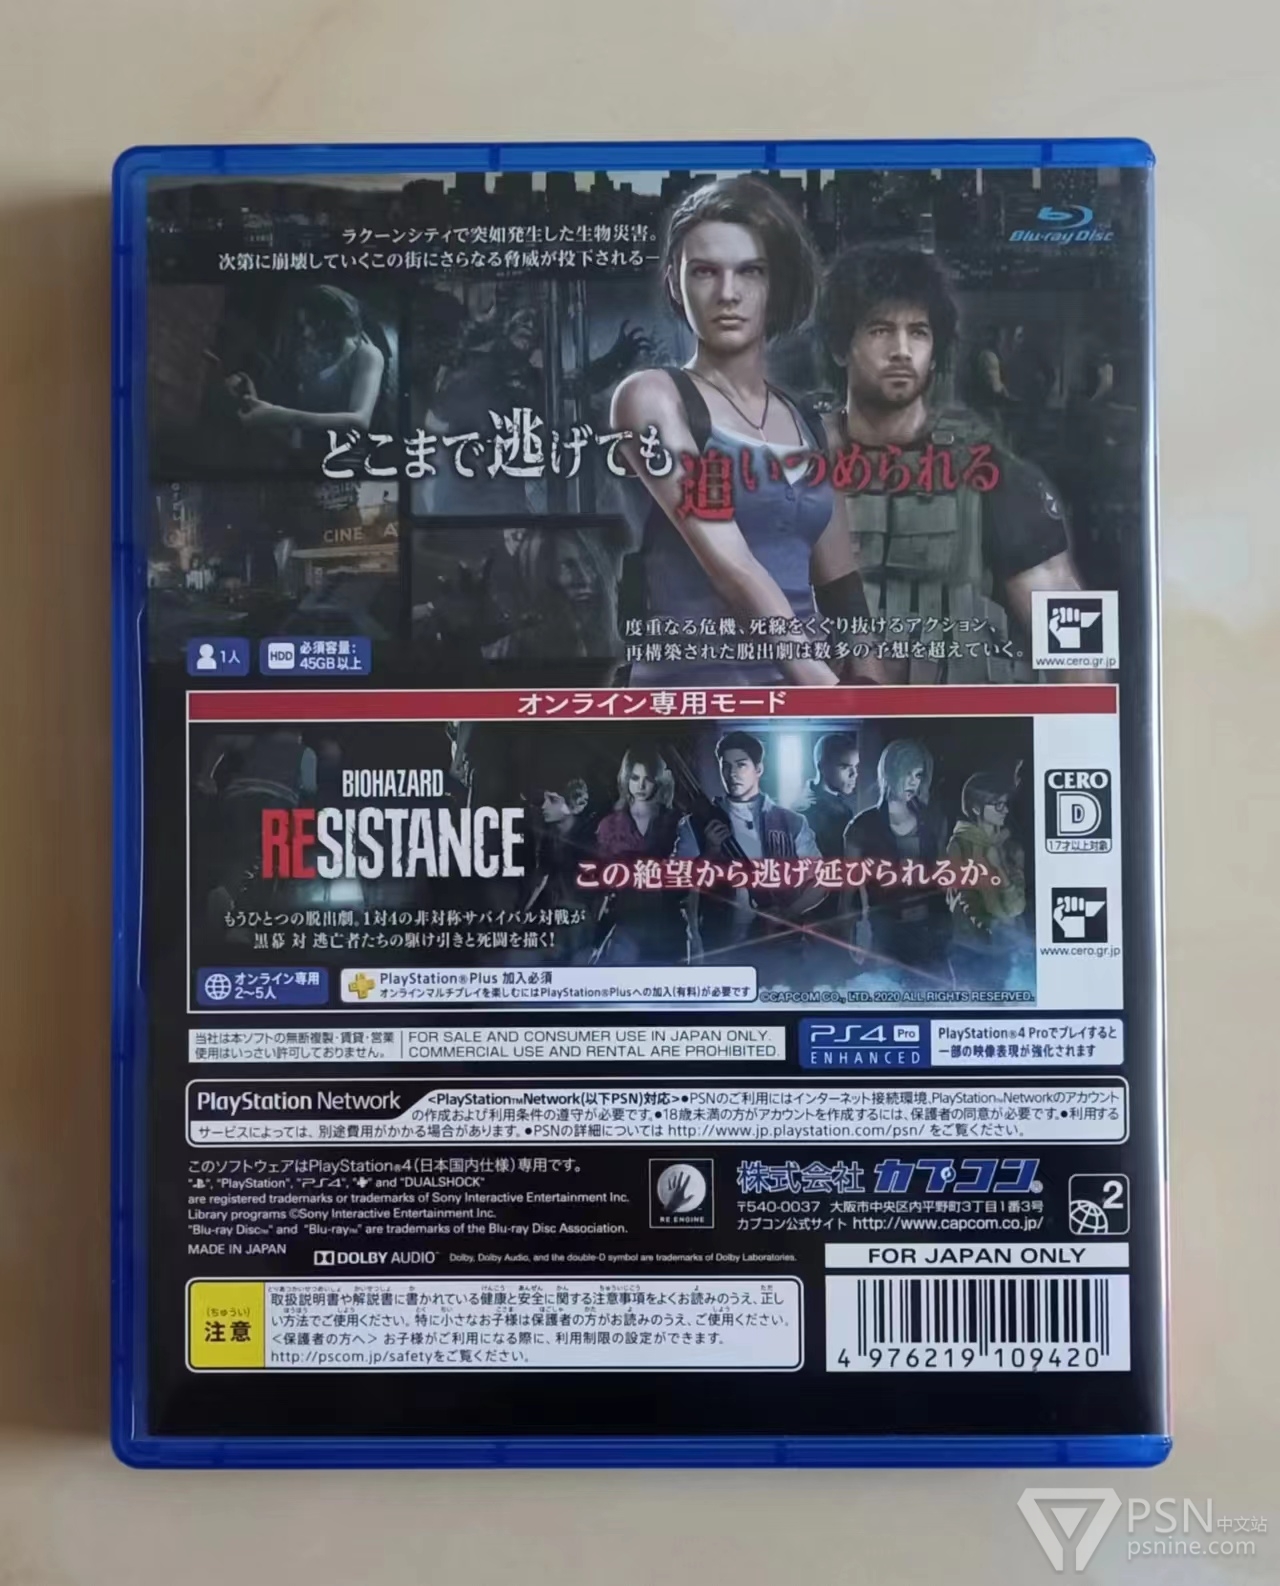 ラクーンシティで突如発生した生物災害。
次第に崩壊していくこの街にさらなる脅威が投下される—
Blu-ray Disc
どこまで逃げても
追いつめられる
CINE
度重なる危機、死線をくぐり抜けるアクション、
再構築された脱出劇は数多の予想を超えていく。
www.cero.gr.jp
1人
HDD 必須容量:
45GB以上
オンライン専用モード
BIOHAZARD™
RESISTANCE
この絶望から逃げ延びられるか。
もうひとつの脱出劇。1対4の非対称サバイバル対戦が
黒幕 対 逃亡者たちの駆け引きと死闘を描く!
CERO
D
17才以上対象
www.cero.gr.jp
オンライン専用
2～5人
PlayStation®Plus 加入必須
オンラインマルチプレイを楽しむにはPlayStation®Plusへの加入(有料)が必要です
©CAPCOM CO., LTD. 2020 ALL RIGHTS RESERVED.
当社は本ソフトの無断複製・賃貸・営業
使用はいっさい許可しておりません。
FOR SALE AND CONSUMER USE IN JAPAN ONLY.
COMMERCIAL USE AND RENTAL ARE PROHIBITED.
PS4 Pro
ENHANCED
PlayStation®4 Proでプレイすると
一部の映像表現が強化されます
PlayStation Network
<PlayStation™Network(以下PSN)対応>●PSNのご利用にはインターネット接続環境、PlayStation™Networkのアカウント
の作成および利用条件の遵守が必要です。●18歳未満の方がアカウントを作成するには、保護者の同意が必要です。●利用する
サービスによっては、別途費用がかかる場合があります。●PSNの詳細については http://www.jp.playstation.com/psn/ をご覧ください。
このソフトウェアはPlayStation®4(日本国内仕様)専用です。
"PlayStation", "PS4", and "DUALSHOCK"
are registered trademarks or trademarks of Sony Interactive Entertainment Inc.
Library programs ©Sony Interactive Entertainment Inc.
"Blu-ray Disc™" and "Blu-ray™" are trademarks of the Blu-ray Disc Association.
MADE IN JAPAN
DOLBY AUDIO™
Dolby, Dolby Audio, and the double-D symbol are trademarks of Dolby Laboratories.
RE ENGINE
株式会社 カプコン
〒540-0037 大阪市中央区内平野町3丁目1番3号
カプコン公式サイト http://www.capcom.co.jp/
2
FOR JAPAN ONLY
(ちゅうい)
注意
取扱説明書や解説書に書かれている健康と安全に関する注意事項をよくお読みのうえ、正し
い方法でご使用ください。特に小さなお子様は保護者の方がお読みのうえ、ご使用ください。
<保護者の方へ> お子様がご利用になる際に、利用制限の設定ができます。
http://pscom.jp/safetyをご覧ください。
4 976219 109420
PSN中文站
psnine.com